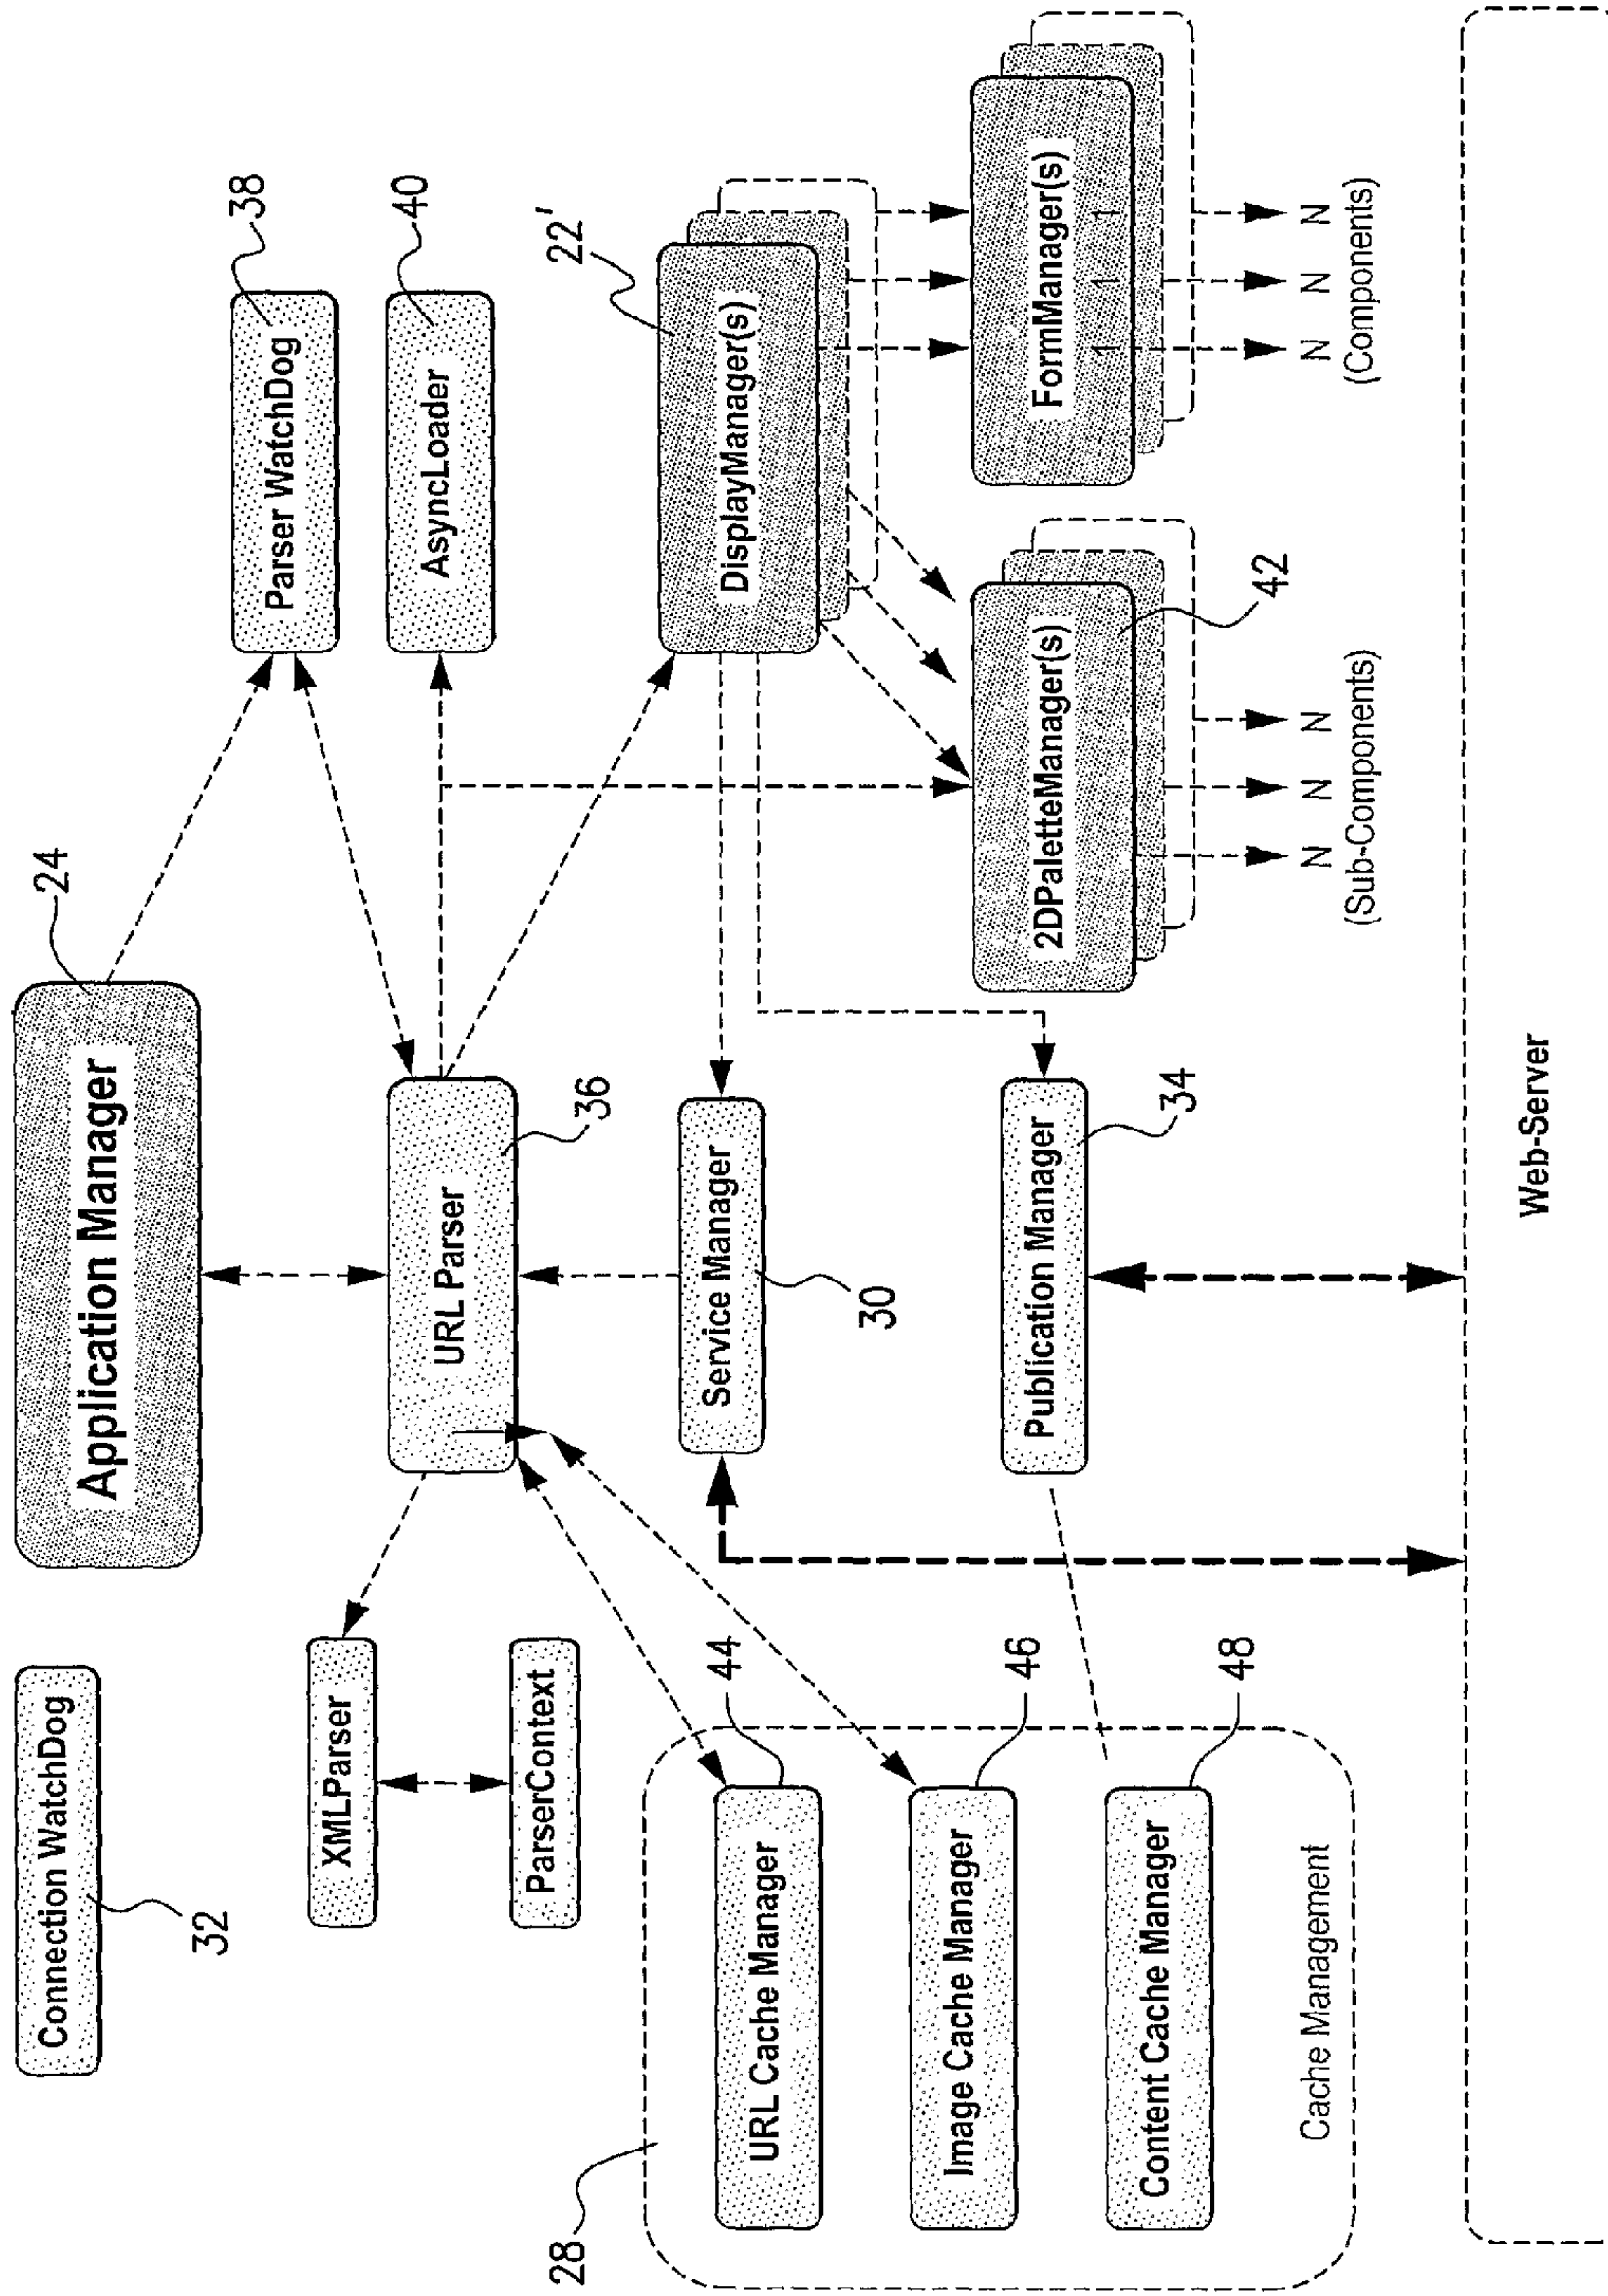 Connection WatchDog
32
Application Manager
24
XMLParser
ParserContext
URL Parser
36
Parser WatchDog
38
AsyncLoader
40
28
URL Cache Manager
44
Image Cache Manager
46
Content Cache Manager
48
Cache Management
Service Manager
30
Publication Manager
34
DisplayManager(s)
22'
2DPaletteManager(s)
42
N N N
(Sub-Components)
FormManager(s)
1 1 1
N N N
(Components)
Web-Server